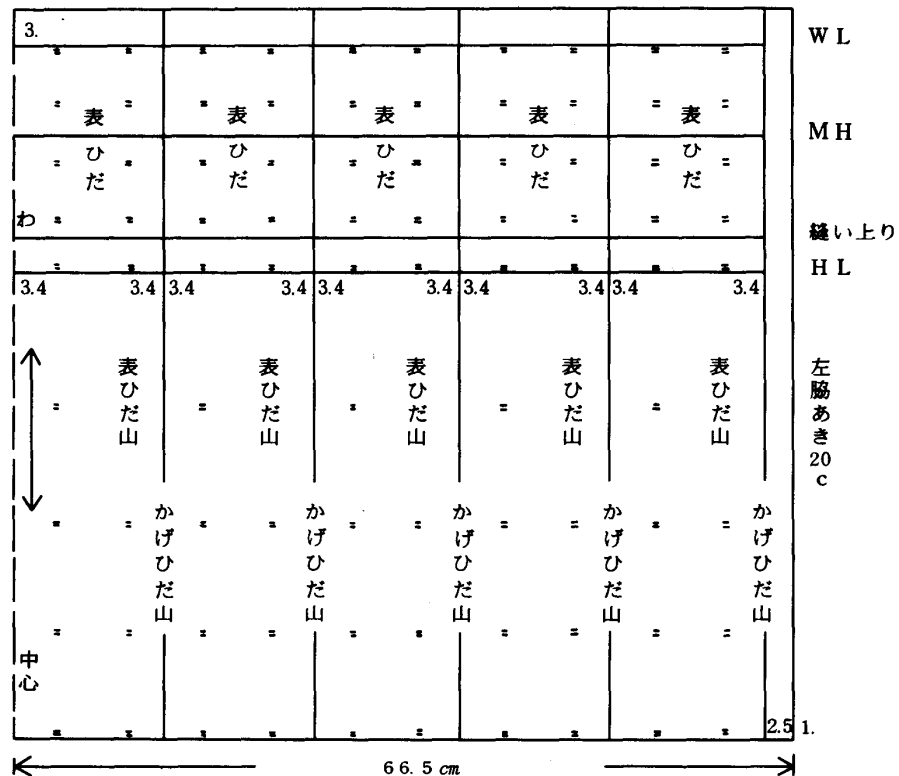 3.
WL
表ひだ 表ひだ 表ひだ 表ひだ 表ひだ
MH
わ
縫い上り
HL
3.4 3.4 3.4 3.4 3.4 3.4 3.4 3.4 3.4 3.4
表ひだ山 表ひだ山 表ひだ山 表ひだ山 表ひだ山
左脇あき20c
かげひだ山 かげひだ山 かげひだ山 かげひだ山 かげひだ山
中心
2.5 1.
66.5cm